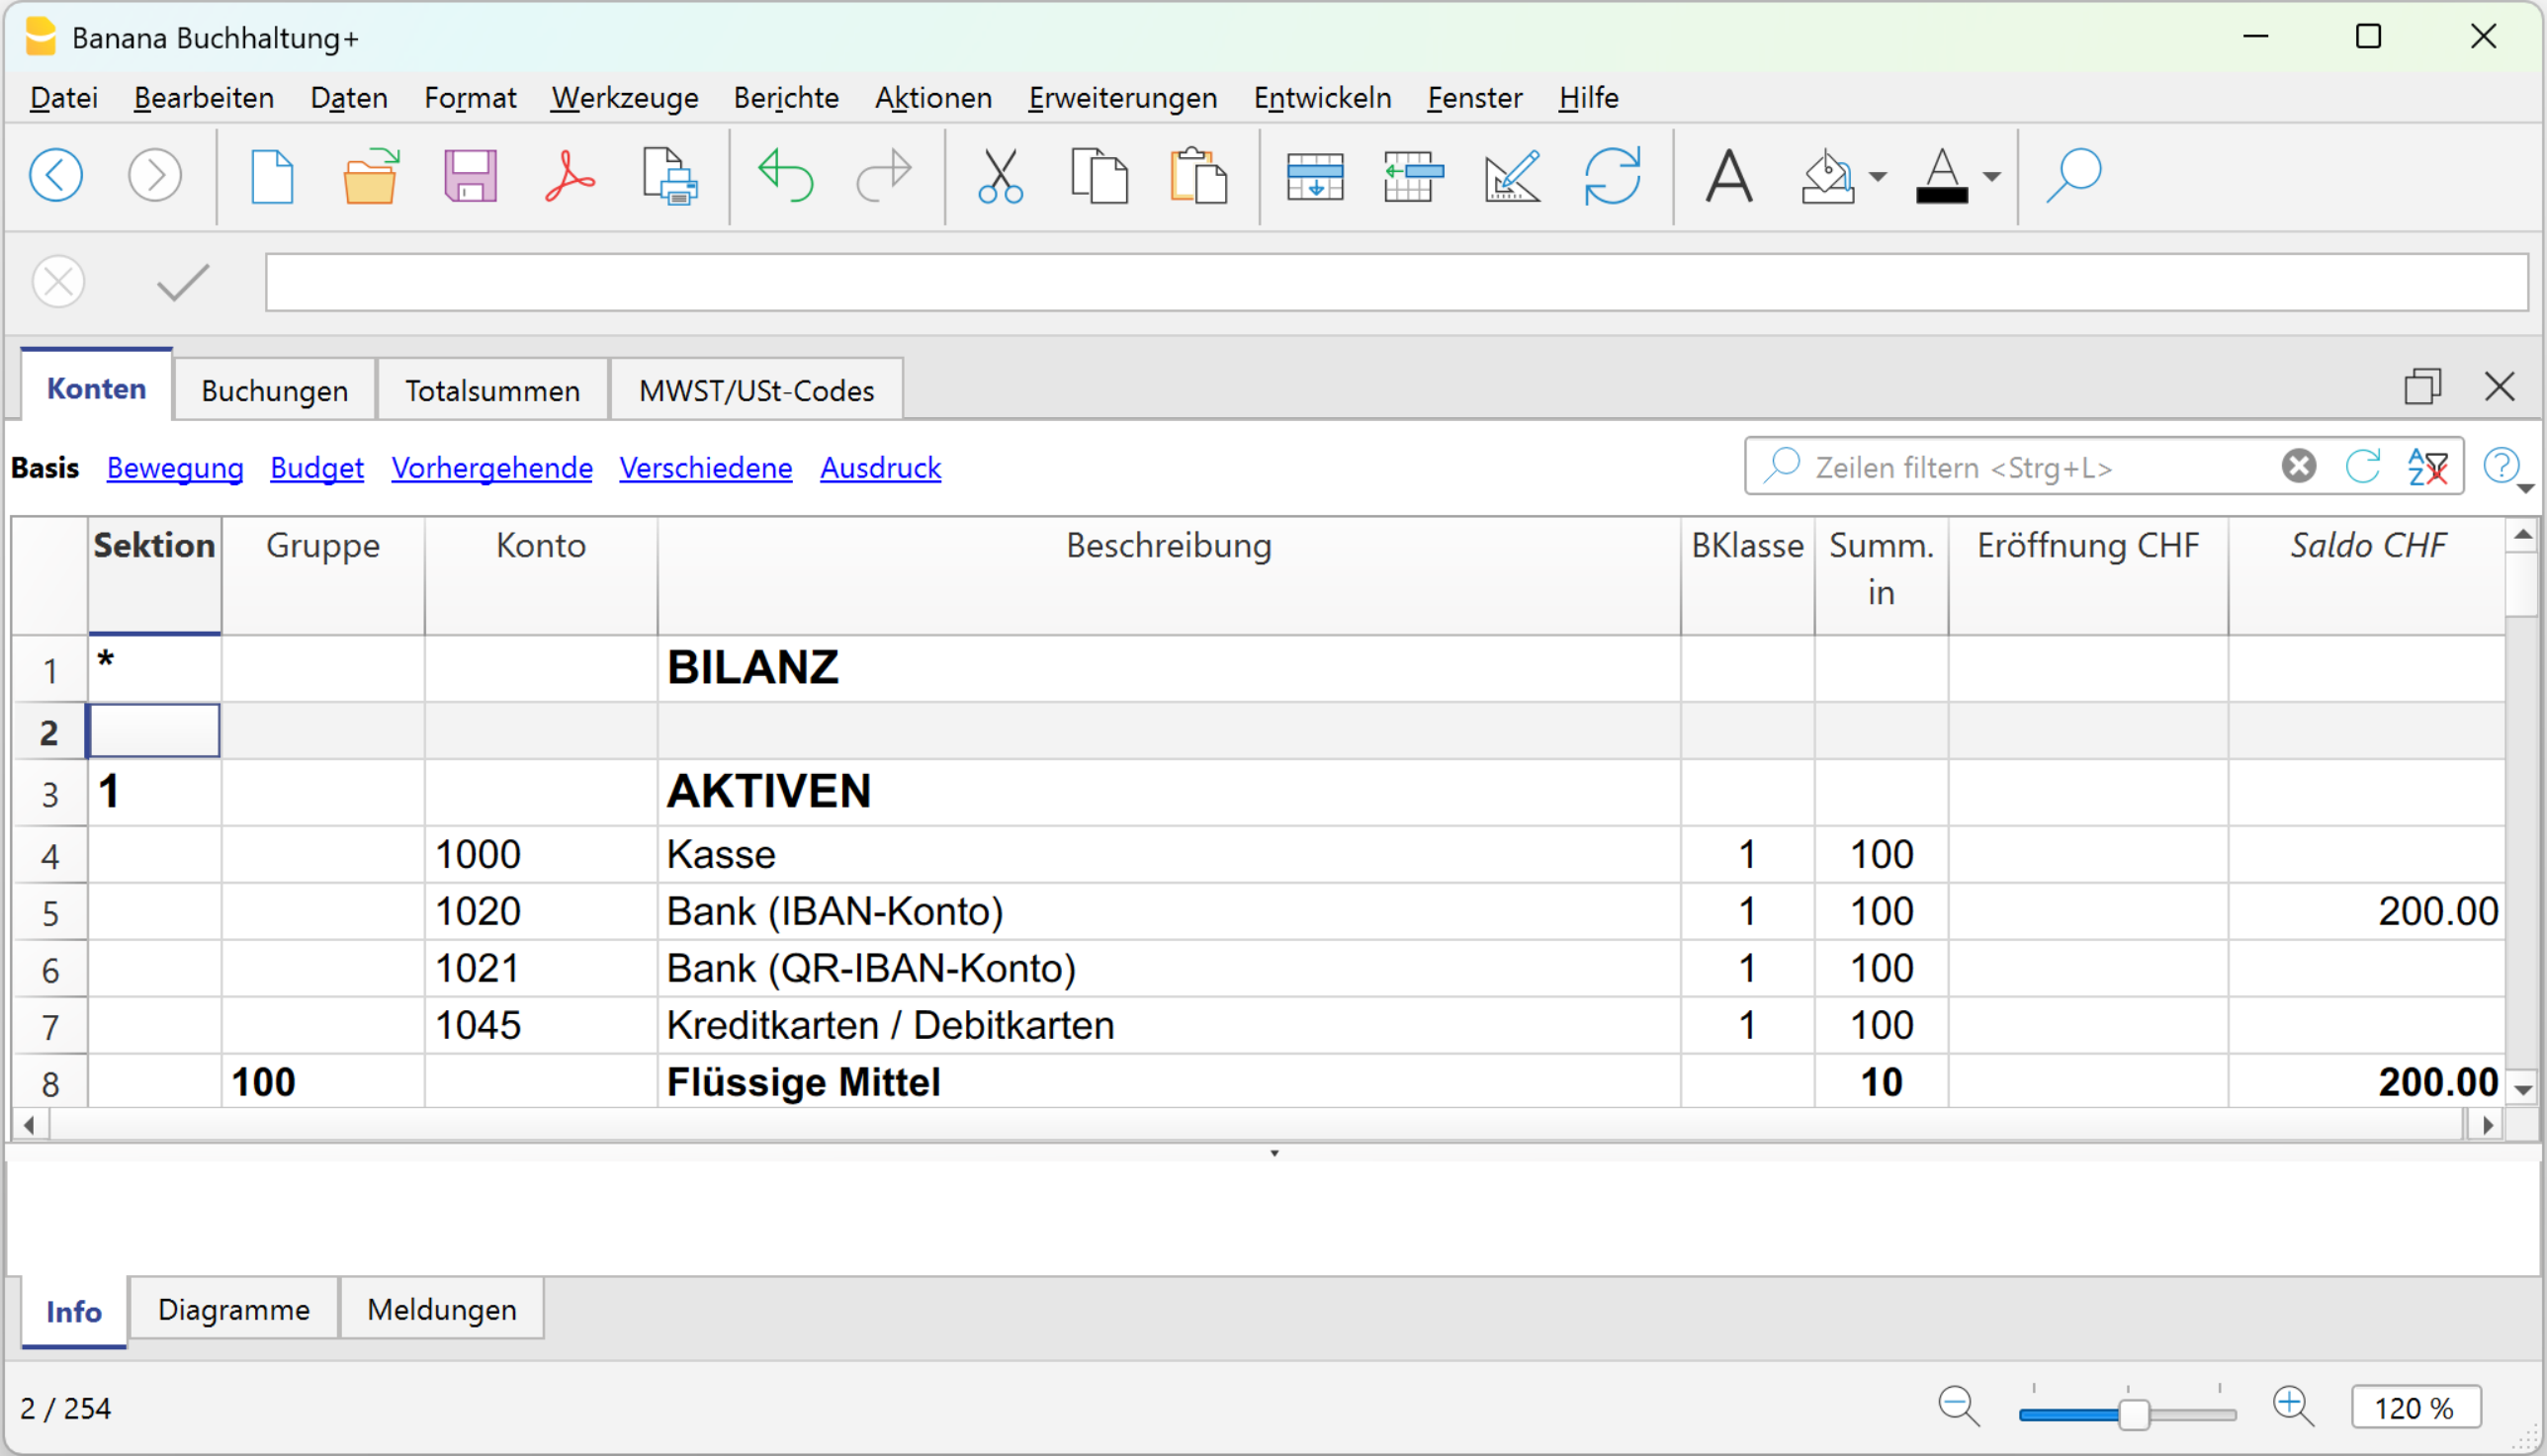 Banana Buchhaltung+
Datei Bearbeiten Daten Format Werkzeuge Berichte Aktionen Erweiterungen Entwickeln Fenster Hilfe
Konten Buchungen Totalsummen MWST/USt-Codes
Basis Bewegung Budget Vorhergehende Verschiedene Ausdruck Zeilen filtern <Strg+L>
Sektion Gruppe Konto Beschreibung BKlasse Summ. in Eröffnung CHF Saldo CHF
1 * BILANZ
2
3 1 AKTIVEN
4 1000 Kasse 1 100
5 1020 Bank (IBAN-Konto) 1 100 200.00
6 1021 Bank (QR-IBAN-Konto) 1 100
7 1045 Kreditkarten / Debitkarten 1 100
8 100 Flüssige Mittel 10 200.00
Info Diagramme Meldungen
2 / 254 120 %